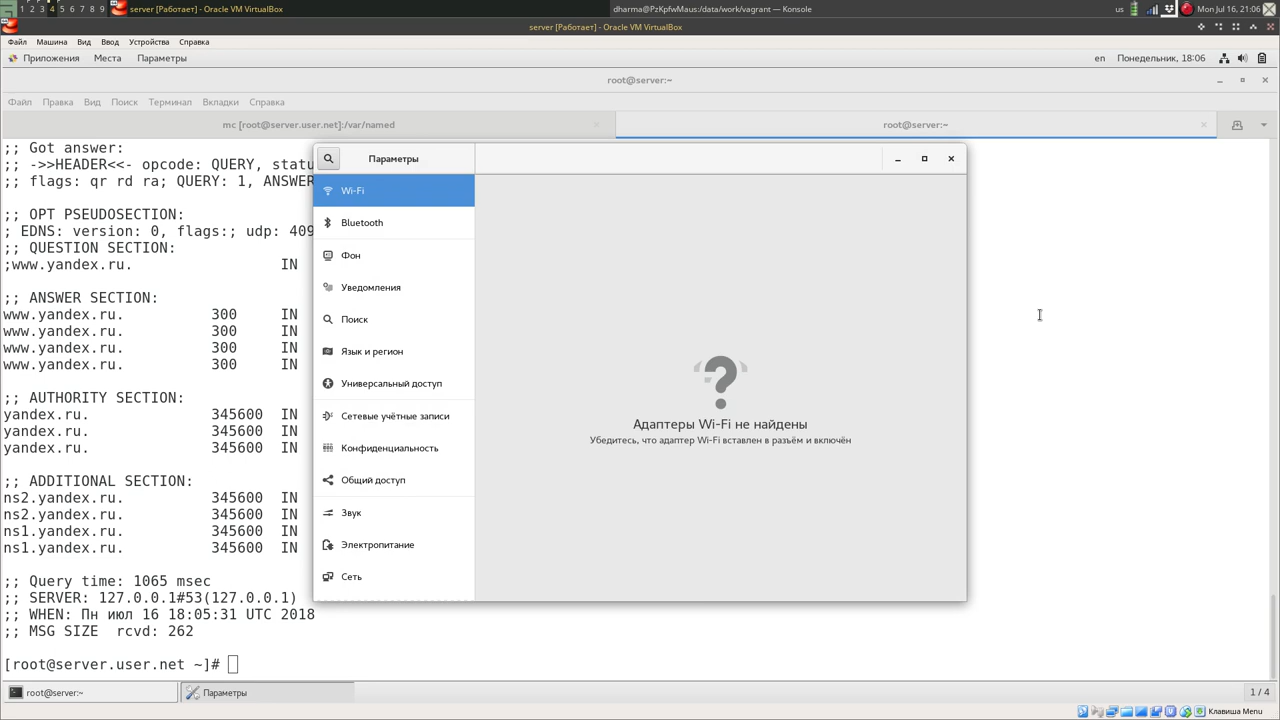 1 2 3 4 5 6 7 8 9 server [Работает] - Oracle VM VirtualBox dharma@PzKpfwMaus:/data/work/vagrant — Konsole us Mon Jul 16, 21:06
server [Работает] - Oracle VM VirtualBox
Файл Машина Вид Ввод Устройства Справка
Приложения Места Параметры en Понедельник, 18:06
root@server:~
Файл Правка Вид Поиск Терминал Вкладки Справка
mc [root@server.user.net]:/var/named root@server:~
;; Got answer:
;; ->>HEADER<<- opcode: QUERY, statu
;; flags: qr rd ra; QUERY: 1, ANSWER
;; OPT PSEUDOSECTION:
; EDNS: version: 0, flags:; udp: 409
;; QUESTION SECTION:
;www.yandex.ru. IN
;; ANSWER SECTION:
www.yandex.ru. 300 IN
www.yandex.ru. 300 IN
www.yandex.ru. 300 IN
www.yandex.ru. 300 IN
;; AUTHORITY SECTION:
yandex.ru. 345600 IN
yandex.ru. 345600 IN
yandex.ru. 345600 IN
;; ADDITIONAL SECTION:
ns2.yandex.ru. 345600 IN
ns2.yandex.ru. 345600 IN
ns1.yandex.ru. 345600 IN
ns1.yandex.ru. 345600 IN
;; Query time: 1065 msec
;; SERVER: 127.0.0.1#53(127.0.0.1)
;; WHEN: Пн июл 16 18:05:31 UTC 2018
;; MSG SIZE rcvd: 262
[root@server.user.net ~]#
Параметры
Wi-Fi
Bluetooth
Фон
Уведомления
Поиск
Язык и регион
Универсальный доступ
Сетевые учётные записи
Конфиденциальность
Общий доступ
Звук
Электропитание
Сеть
Адаптеры Wi-Fi не найдены
Убедитесь, что адаптер Wi-Fi вставлен в разъём и включён
root@server:~ Параметры 1 / 4
Клавиша Menu